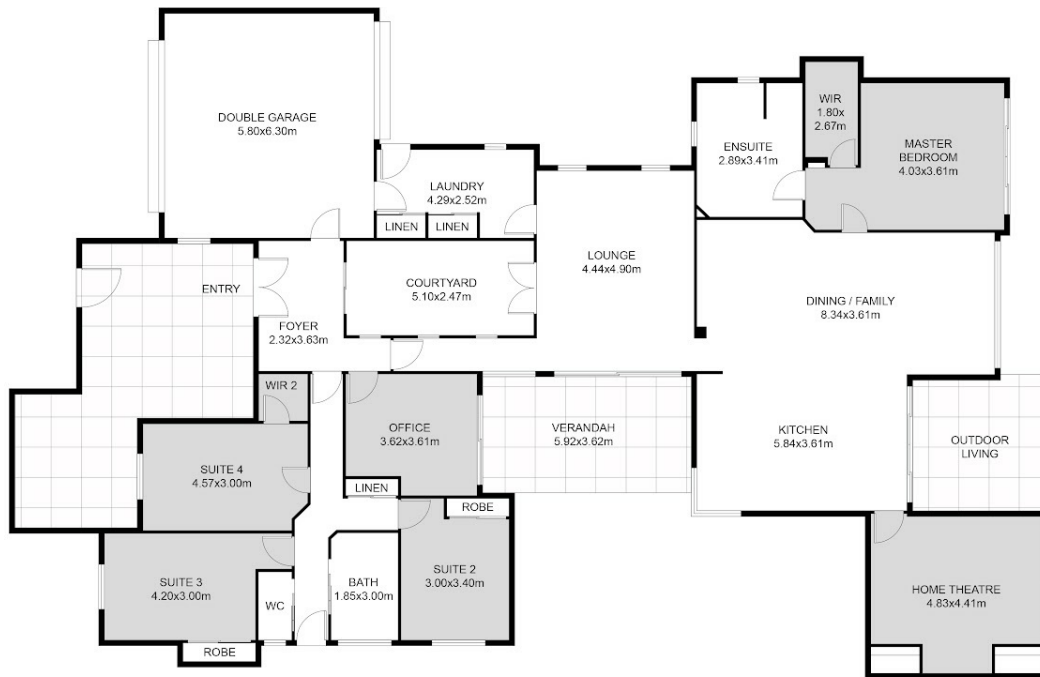 DOUBLE GARAGE
5.80x6.30m
WIR
1.80x
2.67m
MASTER
BEDROOM
4.03x3.61m
ENSUITE
2.89x3.41m
LAUNDRY
4.29x2.52m
LINEN
LINEN
LOUNGE
4.44x4.90m
COURTYARD
5.10x2.47m
ENTRY
FOYER
2.32x3.63m
DINING / FAMILY
8.34x3.61m
WIR 2
OFFICE
3.62x3.61m
VERANDAH
5.92x3.62m
KITCHEN
5.84x3.61m
OUTDOOR
LIVING
SUITE 4
4.57x3.00m
LINEN
ROBE
SUITE 3
4.20x3.00m
WC
BATH
1.85x3.00m
SUITE 2
3.00x3.40m
HOME THEATRE
4.83x4.41m
ROBE